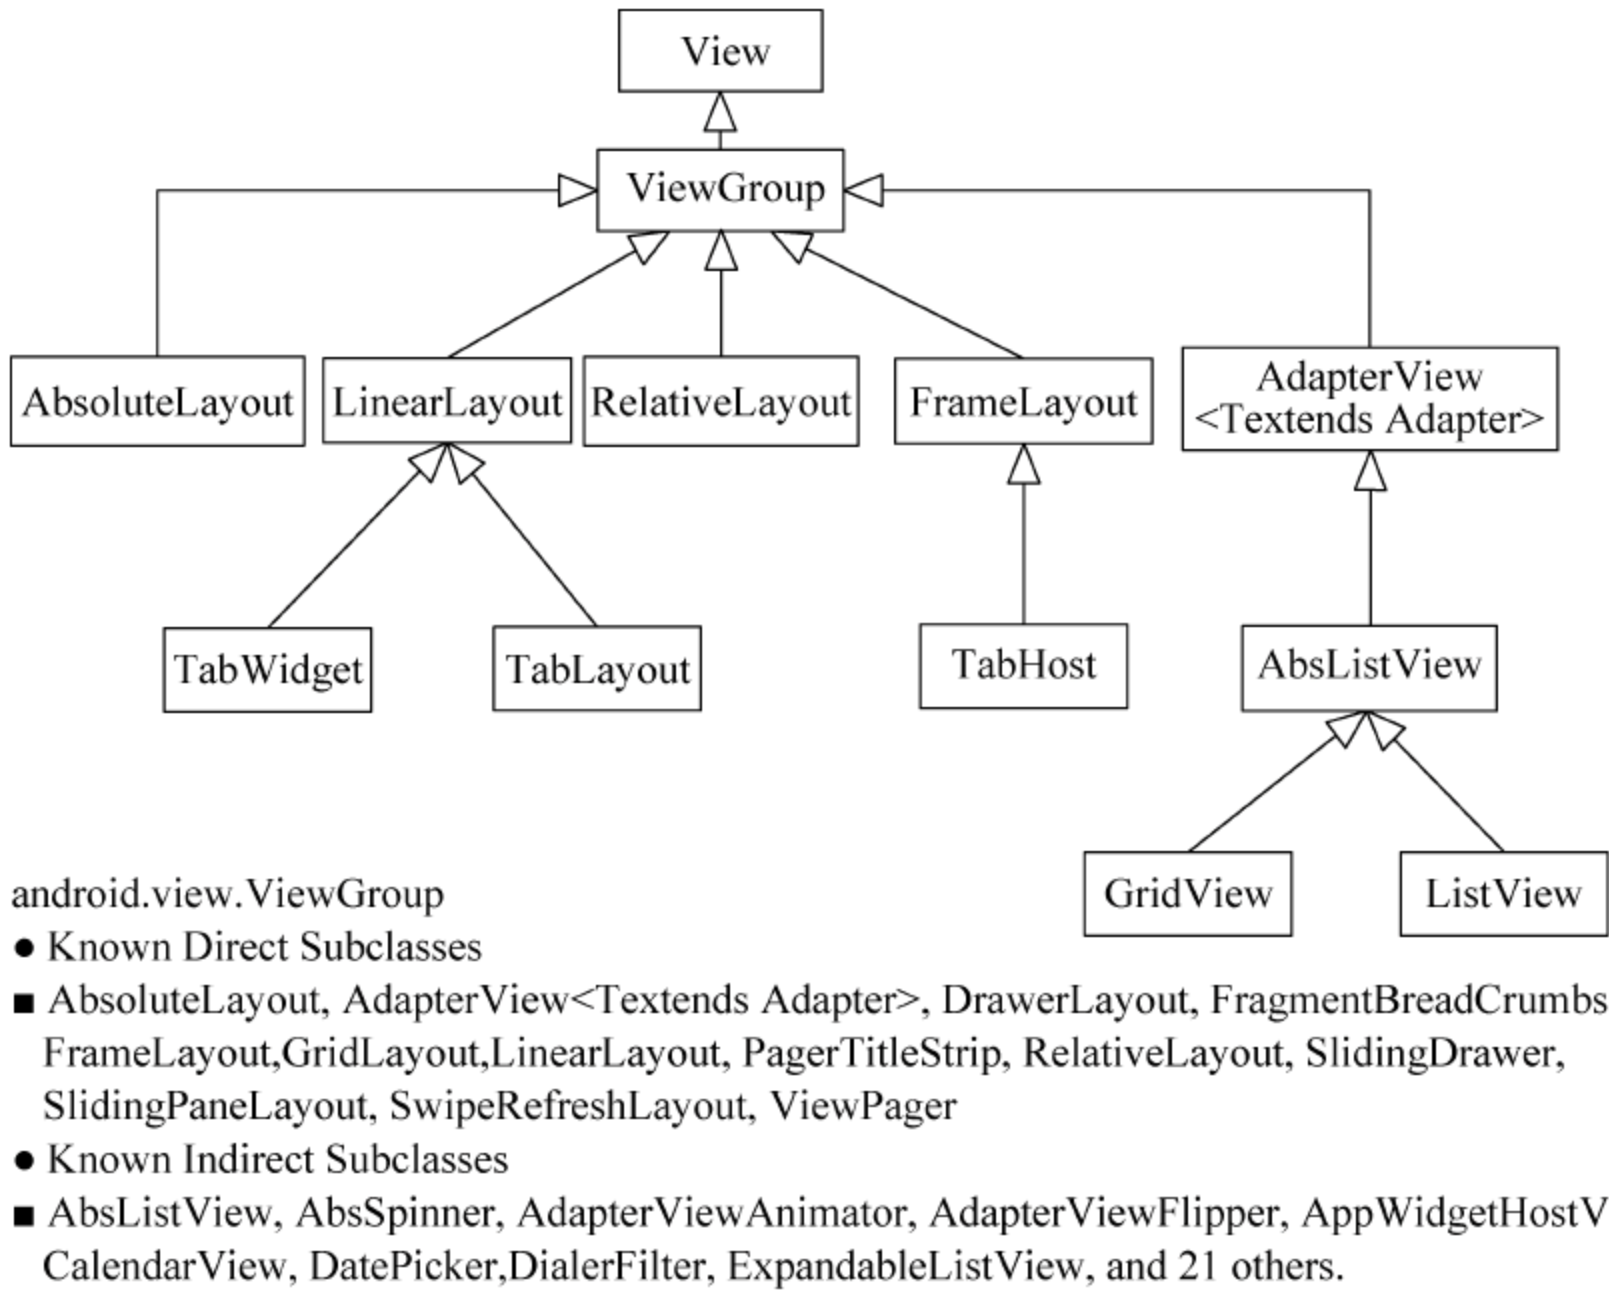 View
ViewGroup
AbsoluteLayout
LinearLayout
RelativeLayout
FrameLayout
AdapterView
<Textends Adapter>
TabWidget
TabLayout
TabHost
AbsListView
GridView
ListView
android.view.ViewGroup
● Known Direct Subclasses
■ AbsoluteLayout, AdapterView<Textends Adapter>, DrawerLayout, FragmentBreadCrumbs
FrameLayout,GridLayout,LinearLayout, PagerTitleStrip, RelativeLayout, SlidingDrawer,
SlidingPaneLayout, SwipeRefreshLayout, ViewPager
● Known Indirect Subclasses
■ AbsListView, AbsSpinner, AdapterViewAnimator, AdapterViewFlipper, AppWidgetHostV
CalendarView, DatePicker,DialerFilter, ExpandableListView, and 21 others.